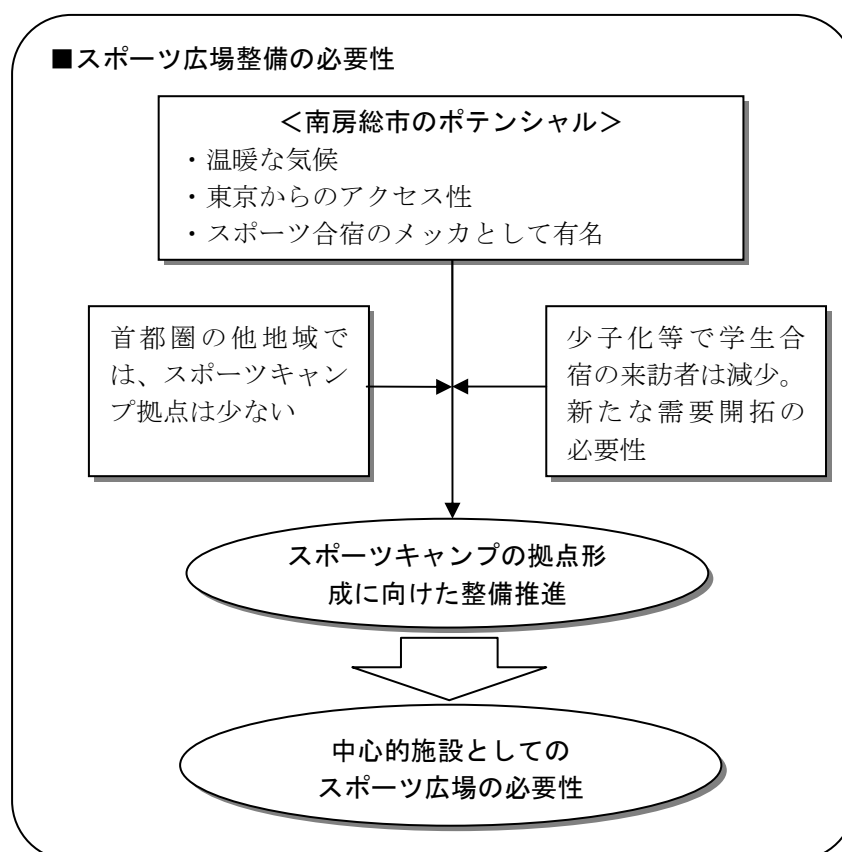 ■スポーツ広場整備の必要性
＜南房総市のポテンシャル＞
・温暖な気候
・東京からのアクセス性
・スポーツ合宿のメッカとして有名
首都圏の他地域で
は、スポーツキャン
プ拠点は少ない
少子化等で学生合
宿の来訪者は減少。
新たな需要開拓の
必要性
スポーツキャンプの拠点形
成に向けた整備推進
中心的施設としての
スポーツ広場の必要性